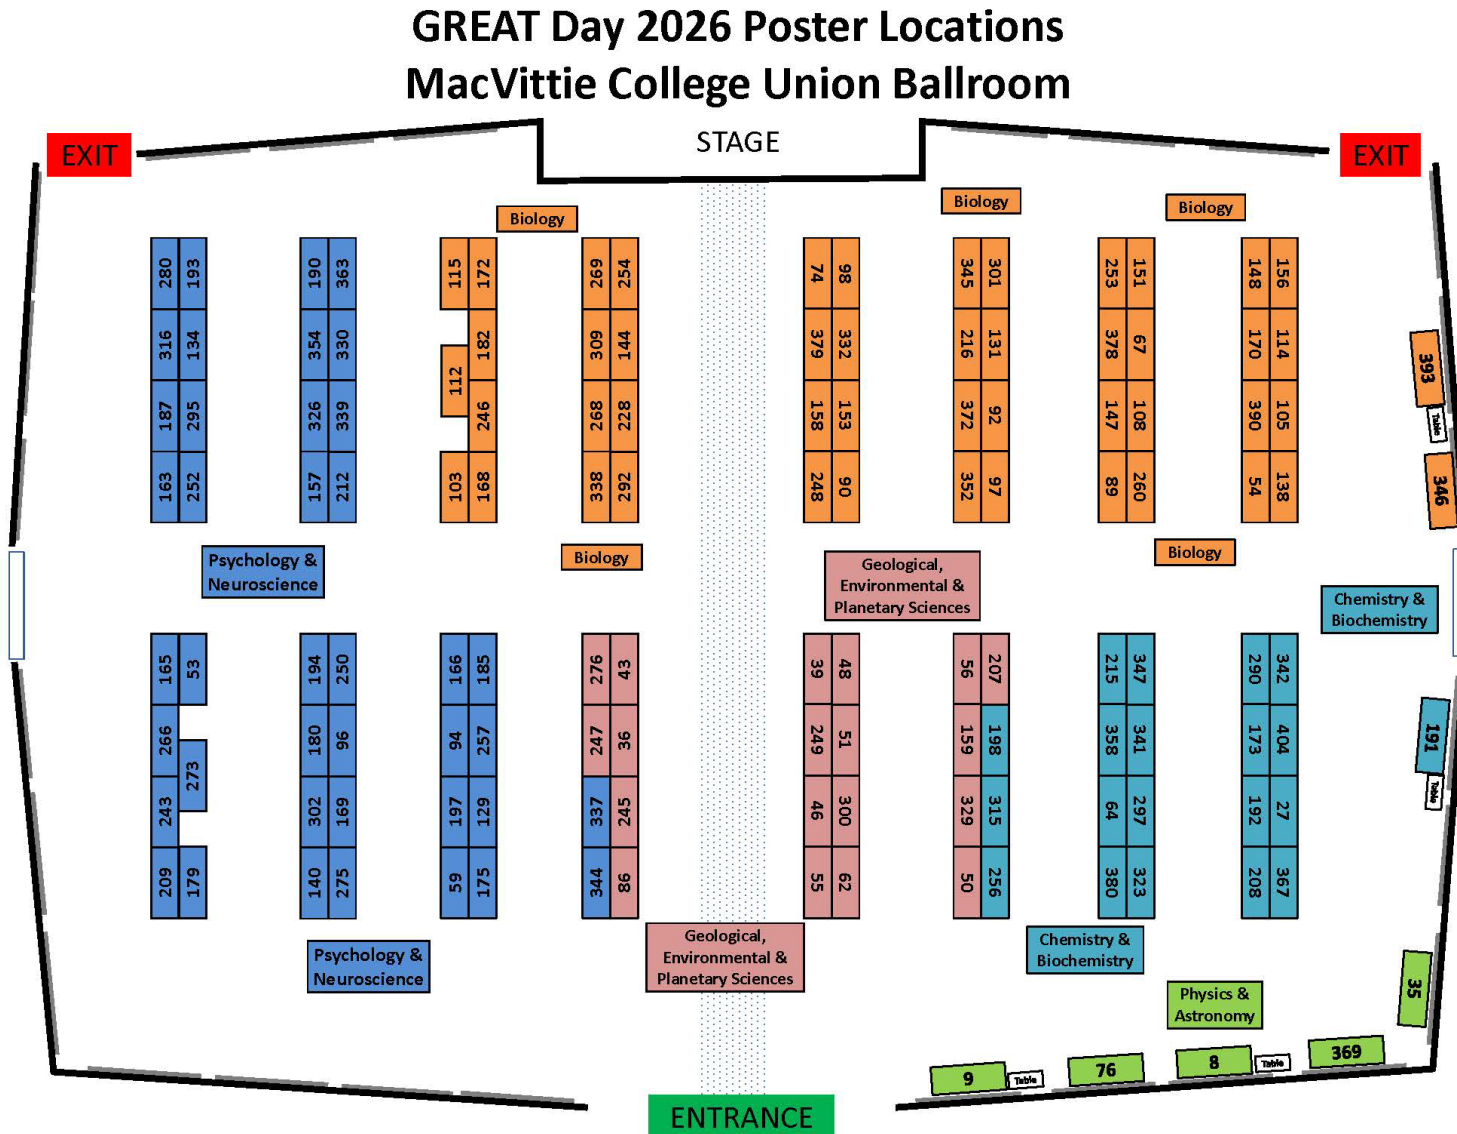 GREAT Day 2026 Poster Locations
MacVittie College Union Ballroom
EXIT
STAGE
EXIT
Biology
Biology
Biology
280 193 190 363 115 172 269 254 74 98 345 301 253 151 148 156
316 134 354 330 182 309 144 379 332 216 131 378 67 170 114
112
393
Table
187 295 326 339 246 268 228 158 153 372 92 147 108 390 105
163 252 157 212 103 168 338 292 248 90 352 97 89 260 54 138
346
Psychology &
Neuroscience
Biology
Geological,
Environmental &
Planetary Sciences
Biology
Chemistry &
Biochemistry
165 53 194 250 166 185 276 43 39 48 56 207 215 347 290 342
266 180 96 94 257 247 36 249 51 159 198 358 341 173 404
191
Table
273
243 302 169 197 129 337 245 46 300 329 315 64 297 192 27
209 179 140 275 59 175 344 86 55 62 50 256 380 323 208 367
Psychology &
Neuroscience
Geological,
Environmental &
Planetary Sciences
Chemistry &
Biochemistry
Physics &
Astronomy
35
9
Table
76
8
Table
369
ENTRANCE